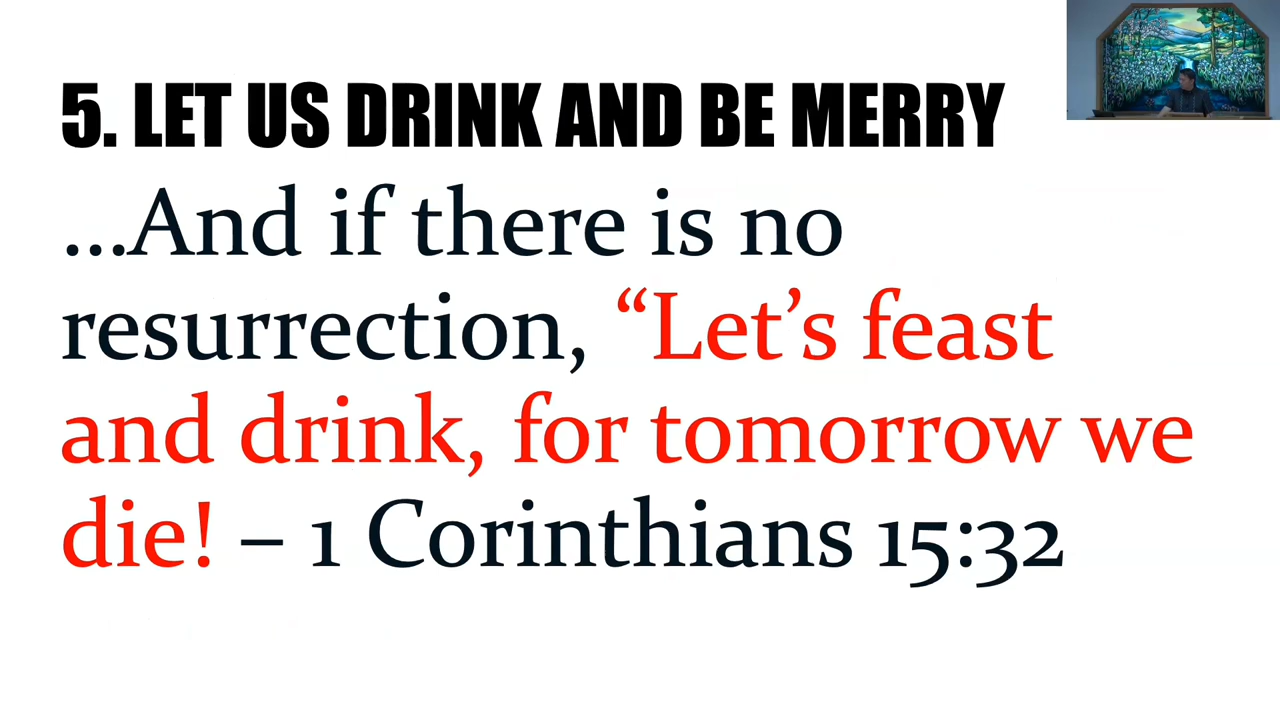 5. LET US DRINK AND BE MERRY
...And if there is no
resurrection, “Let’s feast
and drink, for tomorrow we
die! – 1 Corinthians 15:32